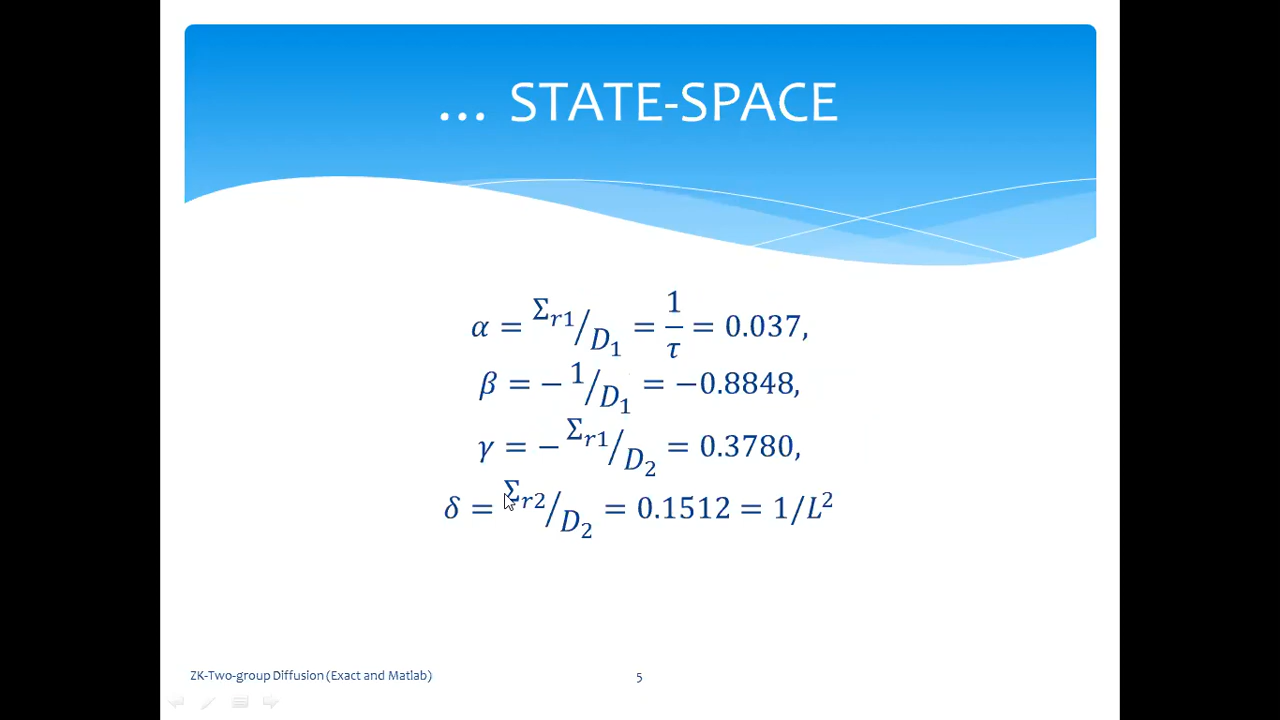 … STATE-SPACE
α = Σr1/D1 = 1/τ = 0.037,
β = − 1/D1 = −0.8848,
γ = − Σr1/D2 = 0.3780,
δ = Σr2/D2 = 0.1512 = 1/L²
ZK-Two-group Diffusion (Exact and Matlab)
5